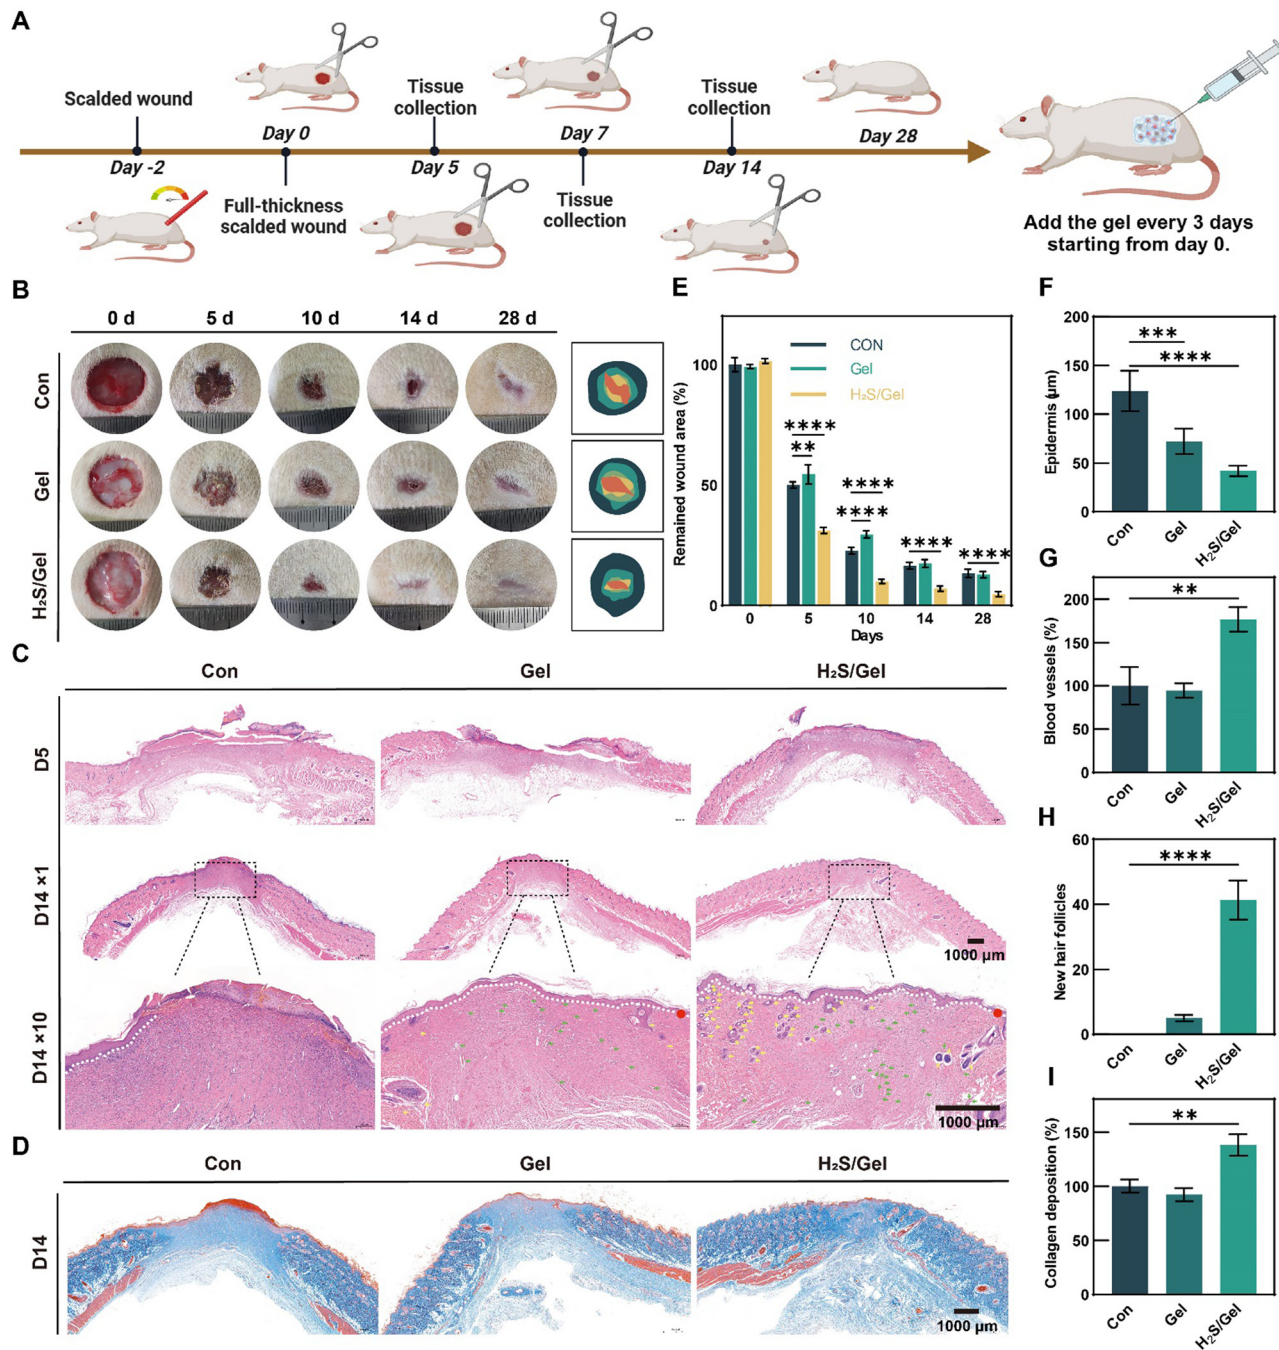 A
Scalded wound
Day -2
Day 0
Full-thickness
scalded wound
Tissue
collection
Day 5
Day 7
Tissue
collection
Tissue
collection
Day 14
Day 28
Add the gel every 3 days
starting from day 0.
B
0 d 5 d 10 d 14 d 28 d
Con
Gel
H₂S/Gel
C
Con Gel H₂S/Gel
D5
D14 ×1
1000 µm
D14 ×10
1000 µm
D
Con Gel H₂S/Gel
D14
1000 µm
E
Remained wound area (%)
100
50
0
CON
Gel
H₂S/Gel
****
**
****
****
****
****
0 5 10 14 28
Days
F
Epidermis (µm)
200
150
100
50
0
***
****
Con Gel H₂S/Gel
G
Blood vessels (%)
200
150
100
50
0
**
Con Gel H₂S/Gel
H
New hair follicles
60
40
20
0
****
Con Gel H₂S/Gel
I
Collagen deposition (%)
150
100
50
0
**
Con Gel H₂S/Gel